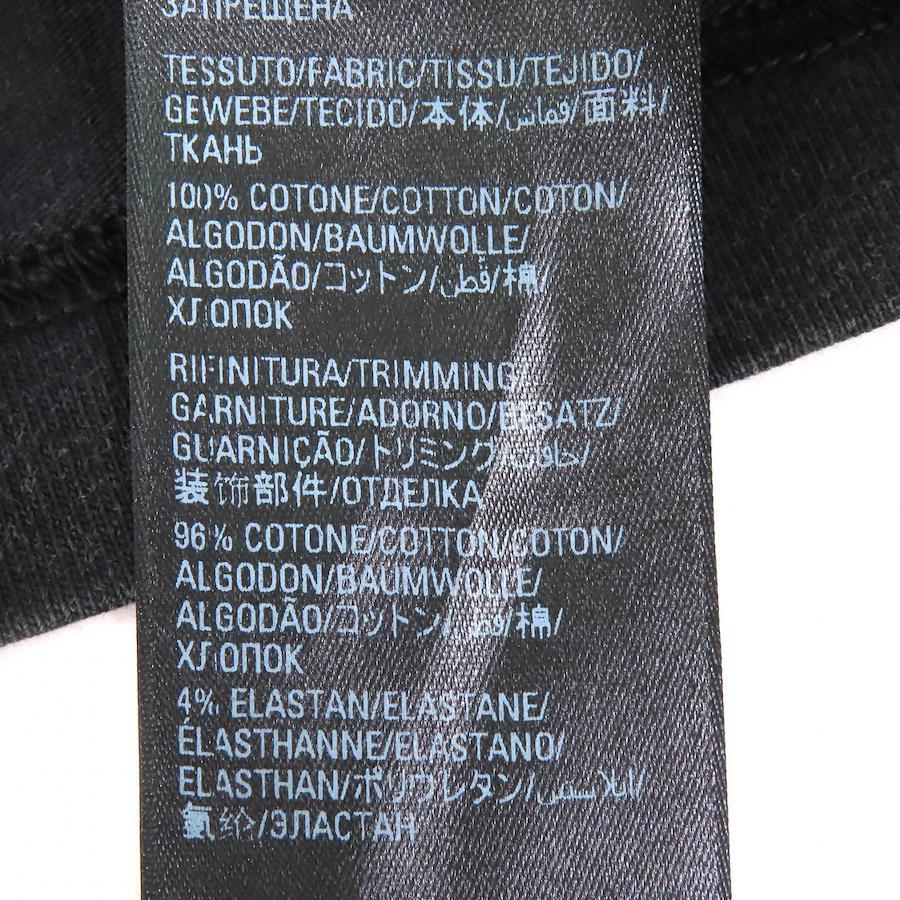 ЗАПРЕЩЕНА
TESSUTO/FABRIC/TISSU/TEJIDO/
GEWEBE/TECIDO/本体/قماش/面料/
ТКАНЬ
100% COTONE/COTTON/COTON/
ALGODON/BAUMWOLLE/
ALGODÃO/コットン/قطن/棉/
ХЛОПОК
RIFINITURA/TRIMMING/
GARNITURE/ADORNO/BESATZ/
GUARNIÇÃO/トリミング/حافة/
装饰部件/ОТДЕЛКА
96% COTONE/COTTON/COTON/
ALGODON/BAUMWOLLE/
ALGODÃO/コットン/قطن/棉/
ХЛОПОК
4% ELASTAN/ELASTANE/
ÉLASTHANNE/ELASTANO/
ELASTHAN/ポリウレタン/ايلاستين/
氨纶/ЭЛАСТАН